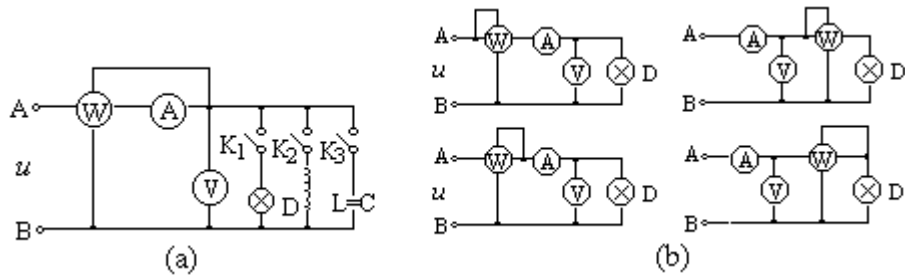 A W A
u
K1 K2 K3
V
D L C
B
(a)
A W A
u V D
B
A A W
V D
B
A W A
u V D
B
A A W
V D
B
(b)